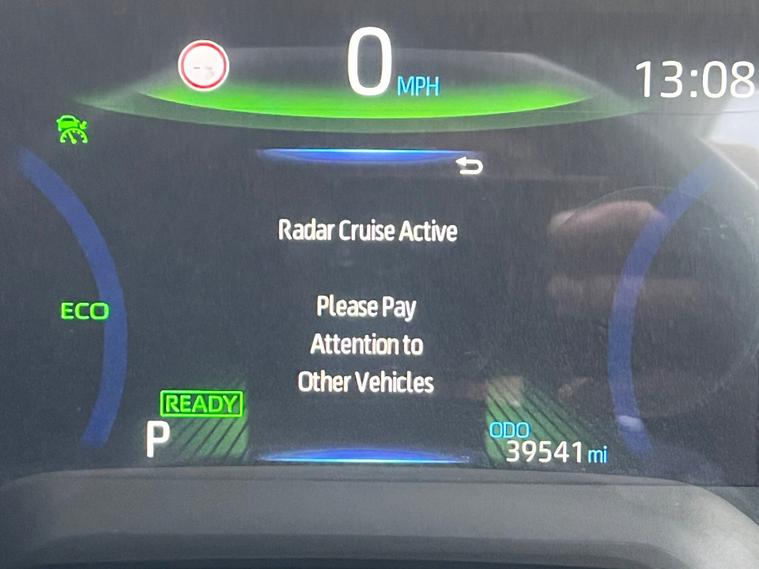 0 MPH
13:08
Radar Cruise Active
ECO
Please Pay
Attention to
Other Vehicles
READY
P
ODO
39541 mi